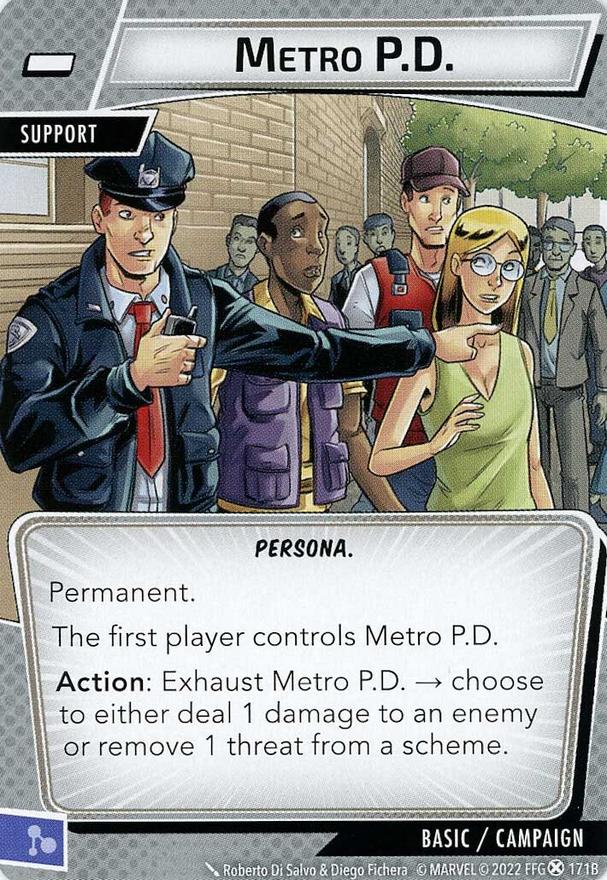 METRO P.D.
SUPPORT
PERSONA.
Permanent.
The first player controls Metro P.D.
Action: Exhaust Metro P.D. → choose
to either deal 1 damage to an enemy
or remove 1 threat from a scheme.
BASIC / CAMPAIGN
Roberto Di Salvo & Diego Fichera © MARVEL © 2022 FFG 171B